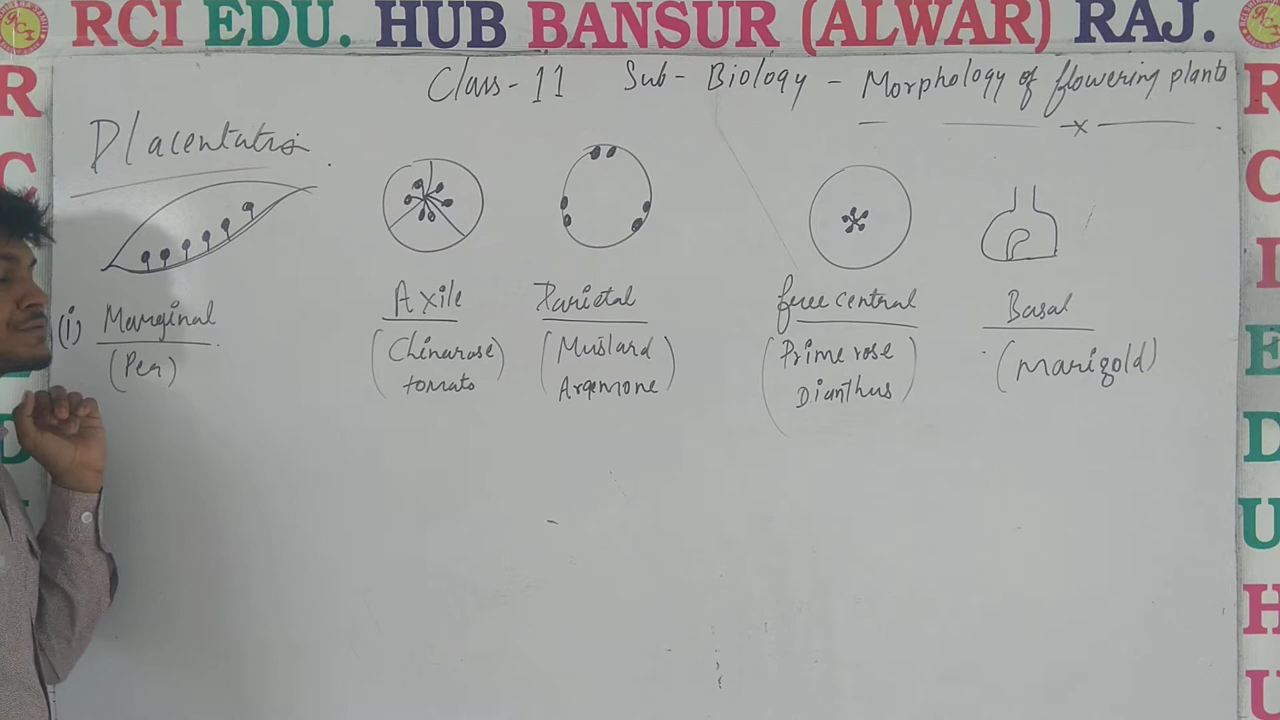 RCI EDU. HUB BANSUR (ALWAR) RAJ.
Class-11 Sub- Biology - Morphology of flowering plants
Placentation
(i) Marginal
(Pea)
Axile
(Chinarose)
tomato
Parietal
(Mustard
Argemone)
free central
(Prime rose
Dianthus)
Basal
(Marigold)
R
C
D
U
R
C
I
E
D
U
H
U